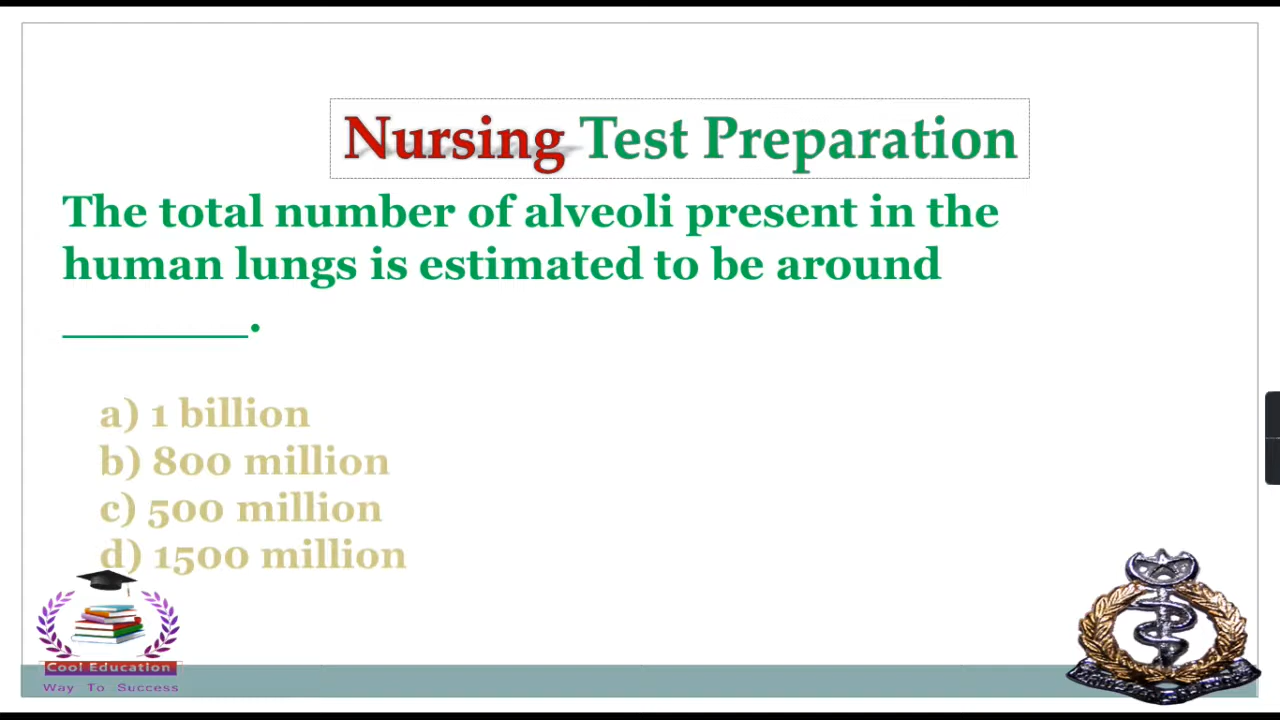 Nursing Test Preparation
The total number of alveoli present in the
human lungs is estimated to be around
_______.
a) 1 billion
b) 800 million
c) 500 million
d) 1500 million
Cool Education
Way To Success